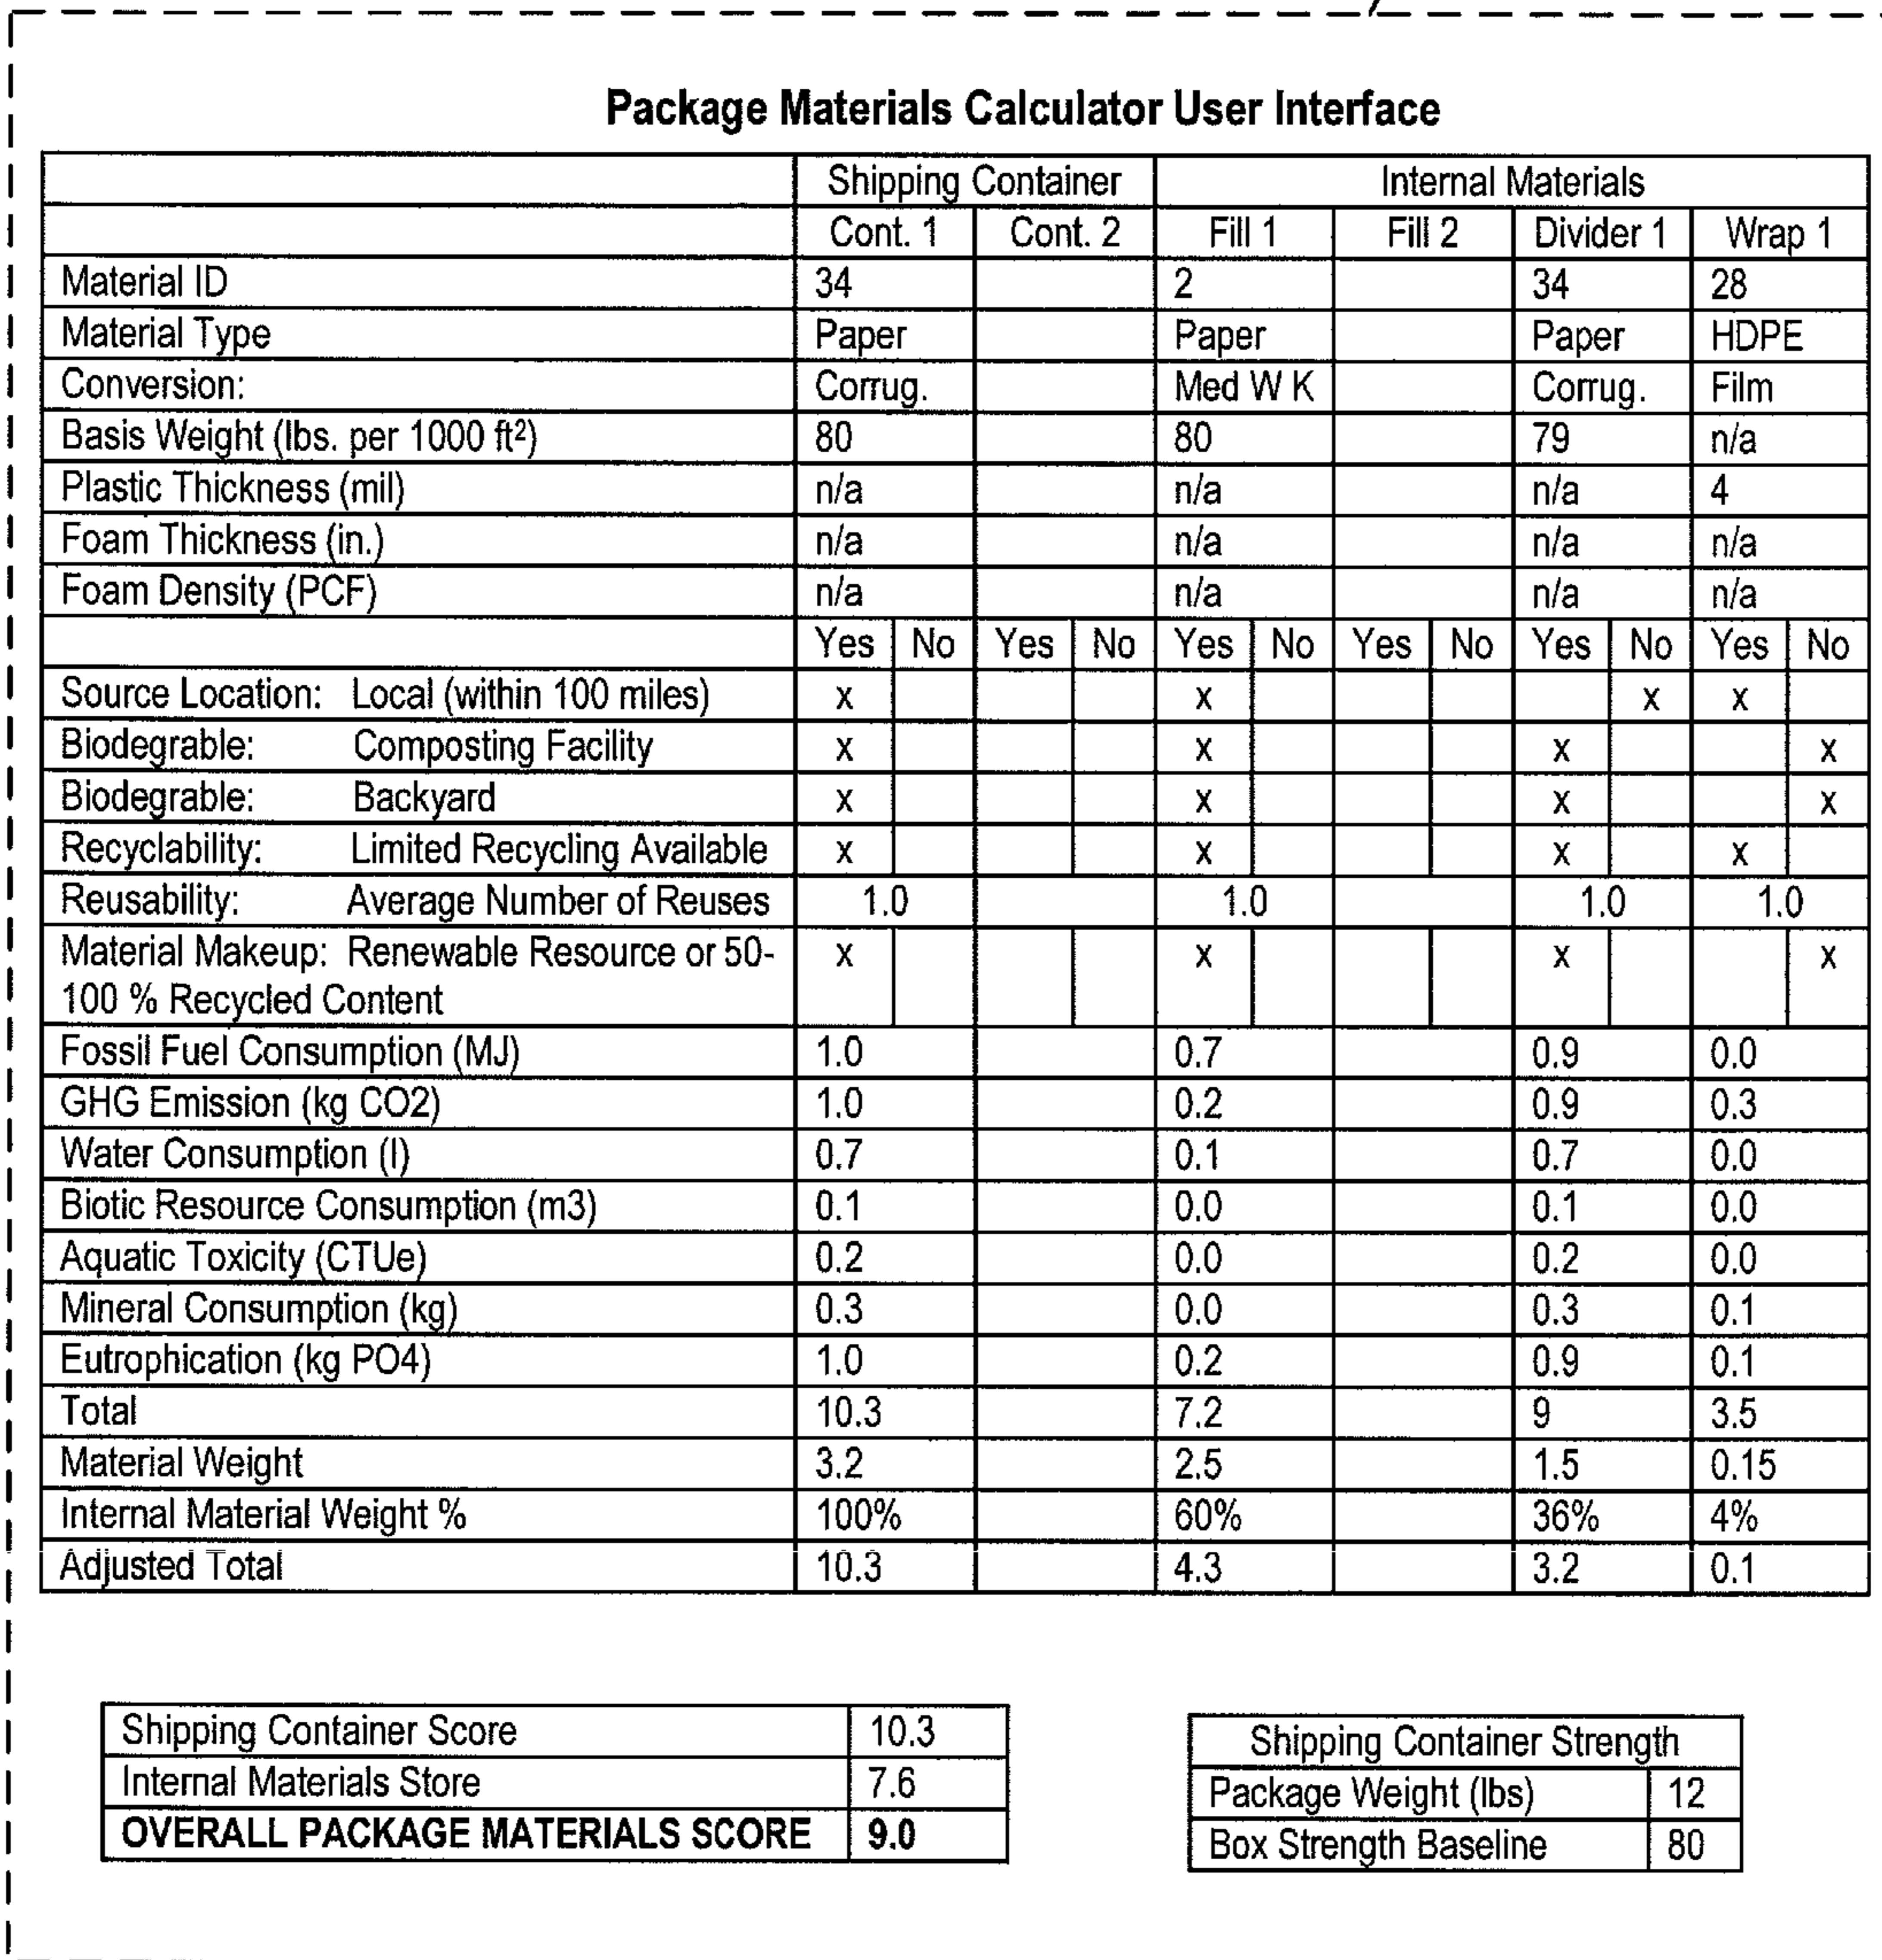 Package Materials Calculator User Interface
Shipping Container Internal Materials
Cont. 1 Cont. 2 Fill 1 Fill 2 Divider 1 Wrap 1
Material ID 34 2 34 28
Material Type Paper Paper Paper HDPE
Conversion: Corrug. Med W K Corrug. Film
Basis Weight (lbs. per 1000 ft²) 80 80 79 n/a
Plastic Thickness (mil) n/a n/a n/a 4
Foam Thickness (in.) n/a n/a n/a n/a
Foam Density (PCF) n/a n/a n/a n/a
Yes No Yes No Yes No Yes No Yes No Yes No
Source Location: Local (within 100 miles) x x x x
Biodegrable: Composting Facility x x x x
Biodegrable: Backyard x x x x
Recyclability: Limited Recycling Available x x x x
Reusability: Average Number of Reuses 1.0 1.0 1.0 1.0
Material Makeup: Renewable Resource or 50- x x x x
100 % Recycled Content
Fossil Fuel Consumption (MJ) 1.0 0.7 0.9 0.0
GHG Emission (kg CO2) 1.0 0.2 0.9 0.3
Water Consumption (l) 0.7 0.1 0.7 0.0
Biotic Resource Consumption (m3) 0.1 0.0 0.1 0.0
Aquatic Toxicity (CTUe) 0.2 0.0 0.2 0.0
Mineral Consumption (kg) 0.3 0.0 0.3 0.1
Eutrophication (kg PO4) 1.0 0.2 0.9 0.1
Total 10.3 7.2 9 3.5
Material Weight 3.2 2.5 1.5 0.15
Internal Material Weight % 100% 60% 36% 4%
Adjusted Total 10.3 4.3 3.2 0.1
Shipping Container Score 10.3
Internal Materials Store 7.6
OVERALL PACKAGE MATERIALS SCORE 9.0
Shipping Container Strength
Package Weight (lbs) 12
Box Strength Baseline 80